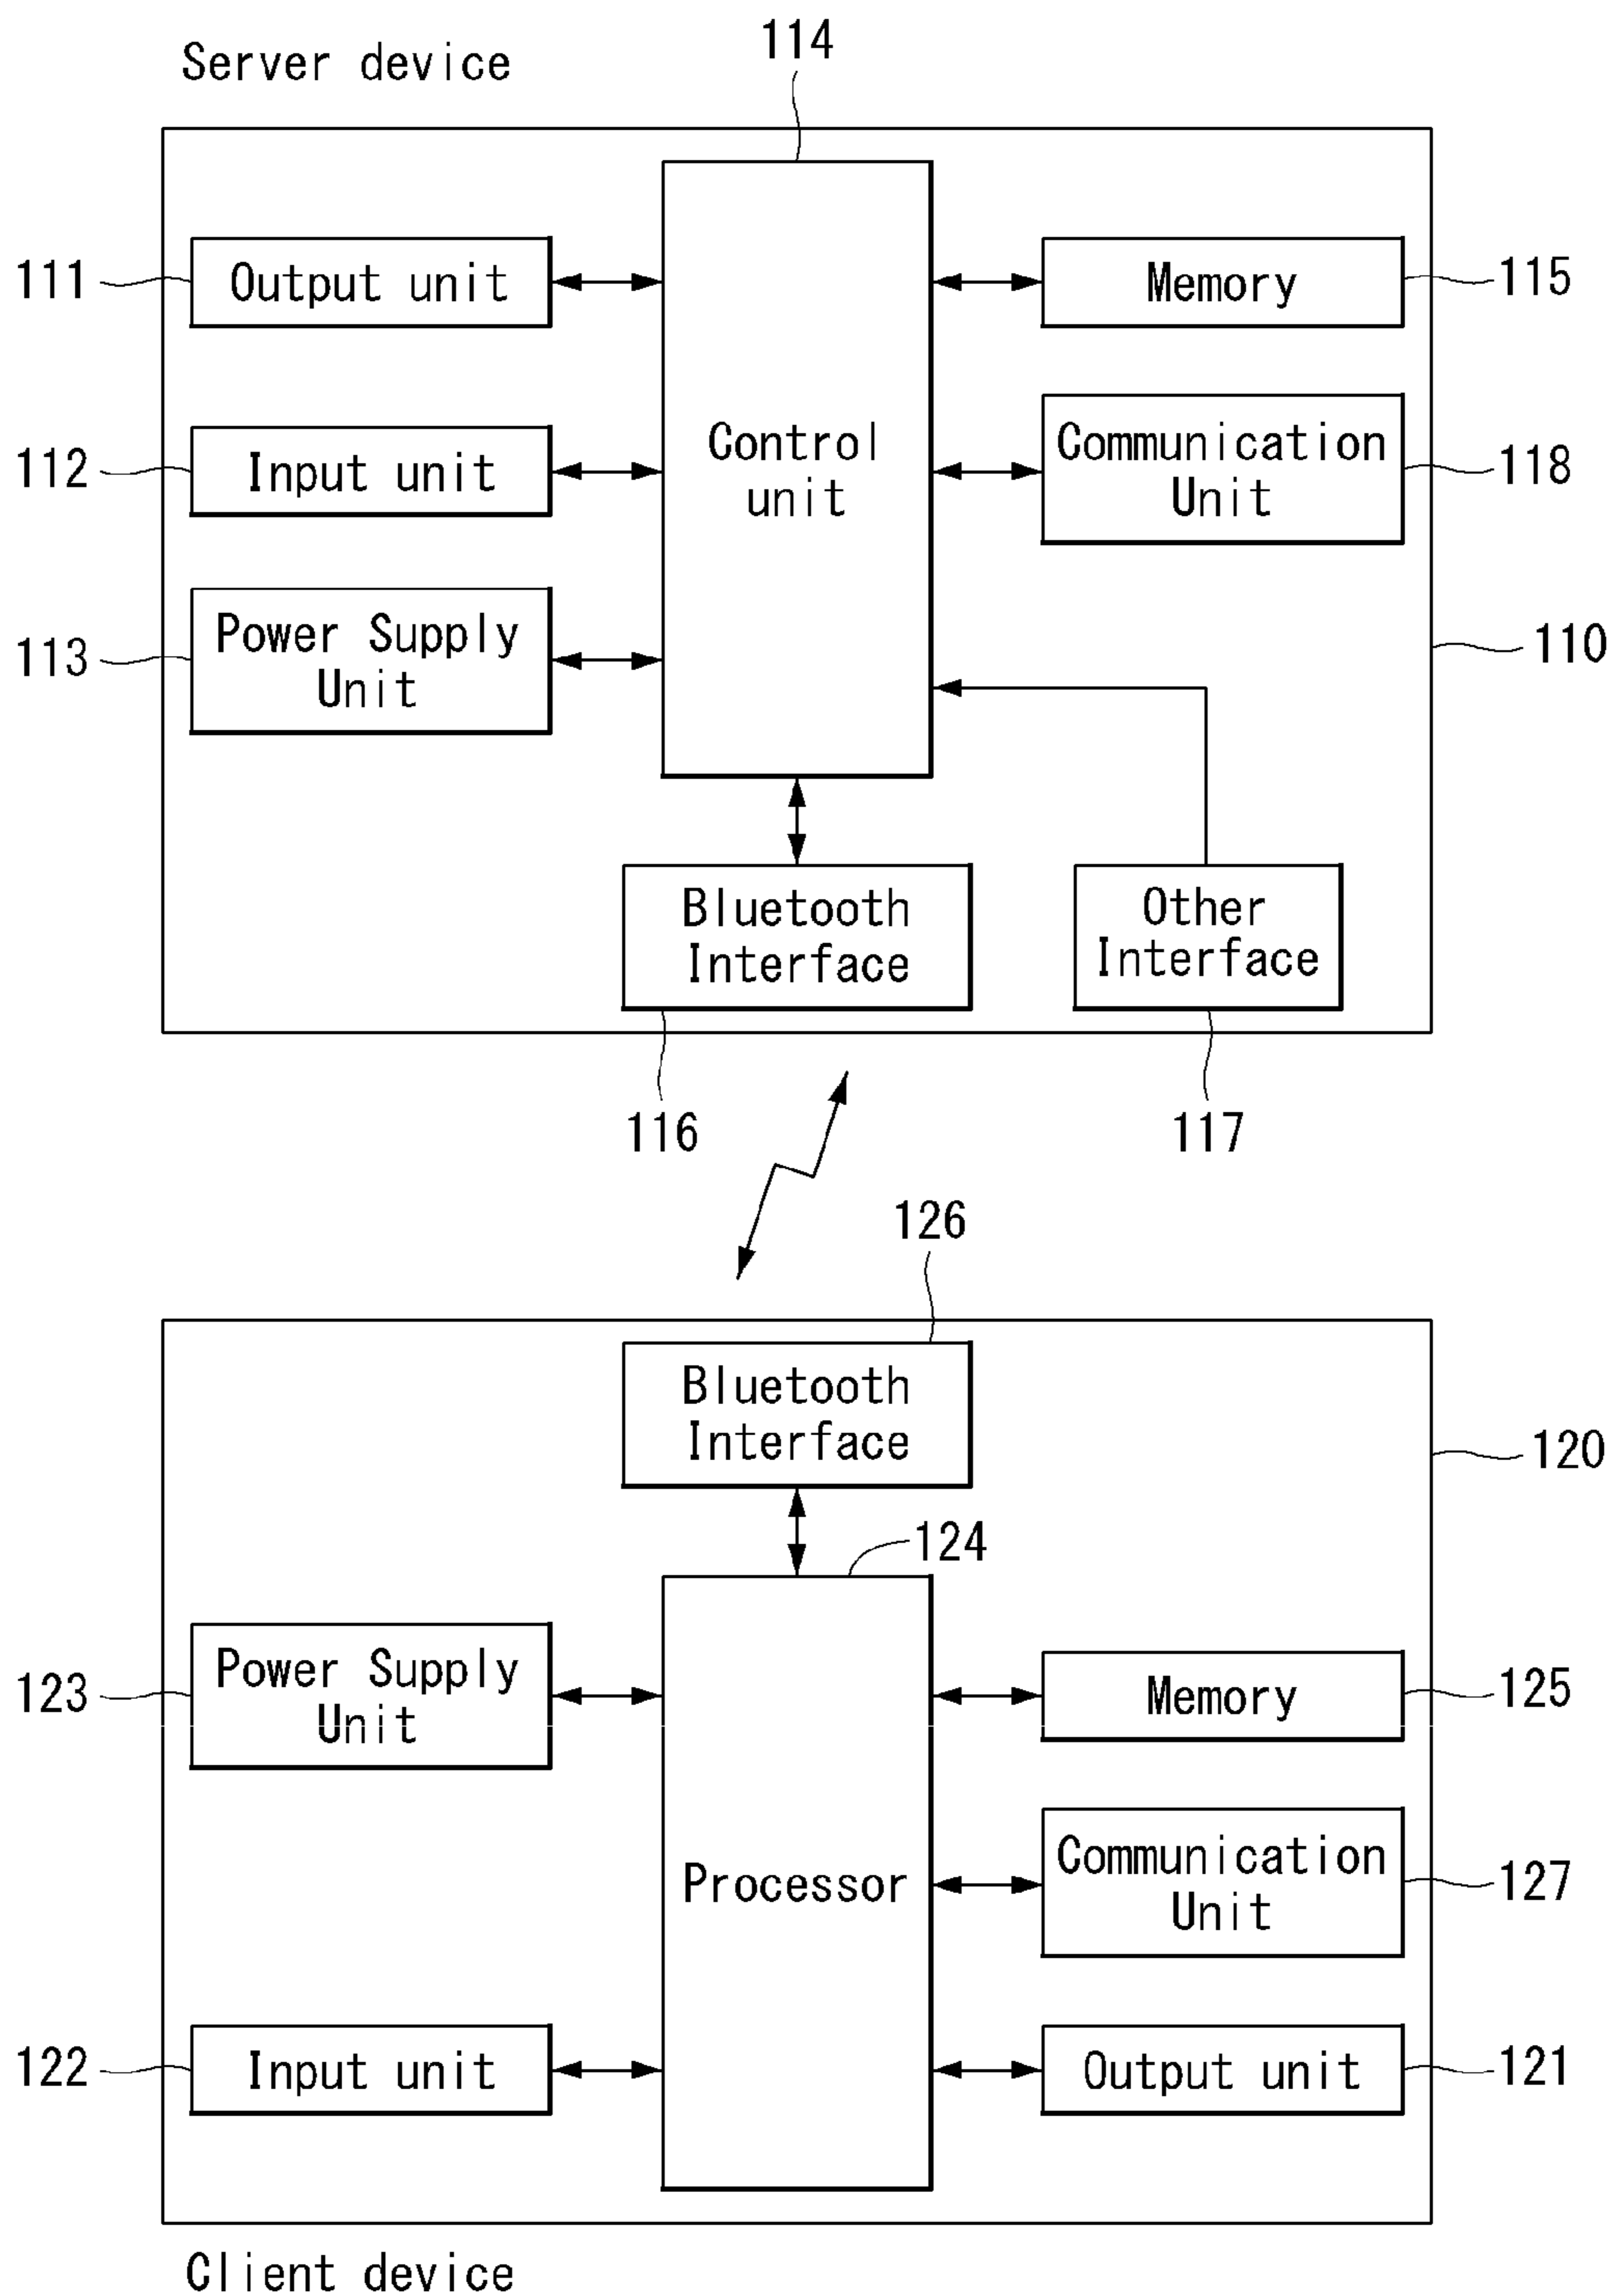 Server device
114
111
Output unit
Memory
115
112
Input unit
Control
unit
Communication
Unit
118
113
Power Supply
Unit
110
Bluetooth
Interface
Other
Interface
116
117
126
Bluetooth
Interface
120
124
123
Power Supply
Unit
Memory
125
Processor
Communication
Unit
127
122
Input unit
Output unit
121
Client device